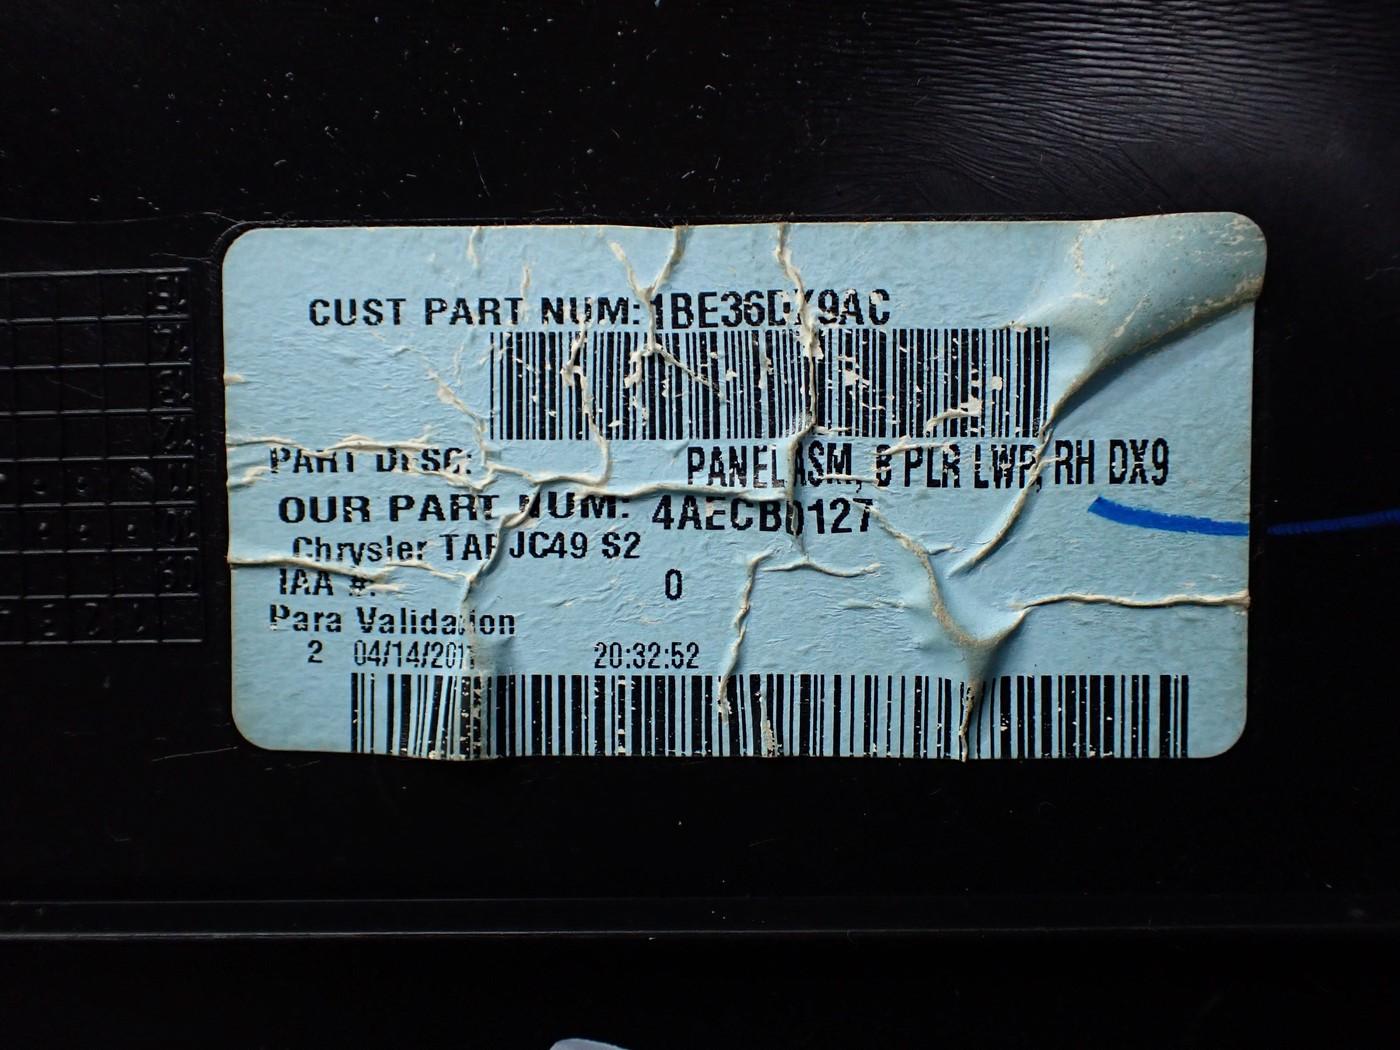 CUST PART NUM: 1BE36DX9AC
PART DESC: PANEL ASM, B PLR LWR, RH DX9
OUR PART NUM: 4AECB0127
Chrysler TAP JC49 S2
IAA #: 0
Para Validation
2 04/14/2011 20:32:52